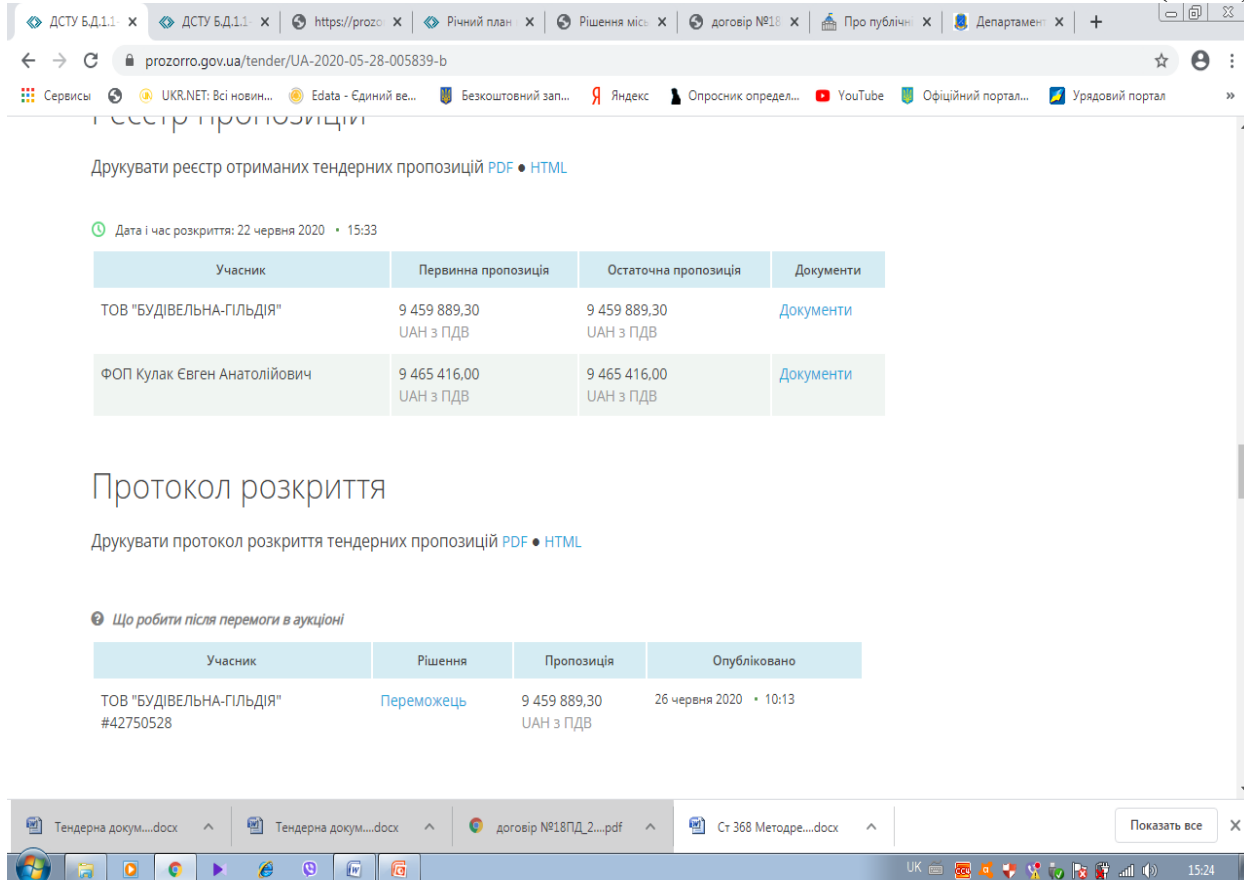 ДСТУ Б.Д.1.1- ДСТУ Б.Д.1.1- https://prozo Річний план Рішення місь договір №18 Про публічн Департамент
prozorro.gov.ua/tender/UA-2020-05-28-005839-b
Сервисы UKR.NET: Всі новин... Edata - Єдиний ве... Безкоштовний зап... Яндекс Опросник определ... YouTube Офіційний портал... Урядовий портал »
Реєстр пропозицій
Друкувати реєстр отриманих тендерних пропозицій PDF ● HTML
Дата і час розкриття: 22 червня 2020 • 15:33
Учасник Первинна пропозиція Остаточна пропозиція Документи
ТОВ "БУДІВЕЛЬНА-ГІЛЬДІЯ" 9 459 889,30 9 459 889,30 Документи
UAH з ПДВ UAH з ПДВ
ФОП Кулак Євген Анатолійович 9 465 416,00 9 465 416,00 Документи
UAH з ПДВ UAH з ПДВ
Протокол розкриття
Друкувати протокол розкриття тендерних пропозицій PDF ● HTML
Що робити після перемоги в аукціоні
Учасник Рішення Пропозиція Опубліковано
ТОВ "БУДІВЕЛЬНА-ГІЛЬДІЯ" Переможець 9 459 889,30 26 червня 2020 • 10:13
#42750528 UAH з ПДВ
Тендерна докум....docx Тендерна докум....docx договір №18ПД_2....pdf Ст 368 Методре....docx Показать все
UK 15:24